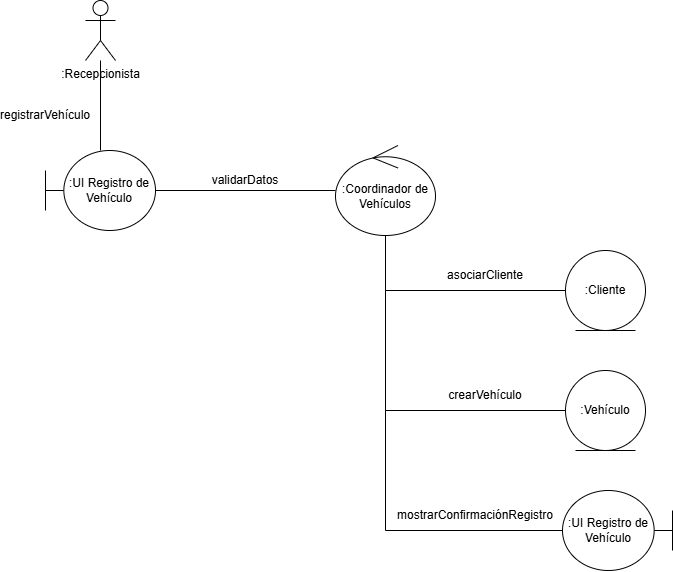 :Recepcionista
registrarVehículo
:UI Registro de
Vehículo
validarDatos
:Coordinador de
Vehículos
asociarCliente
:Cliente
crearVehículo
:Vehículo
mostrarConfirmaciónRegistro
:UI Registro de
Vehículo